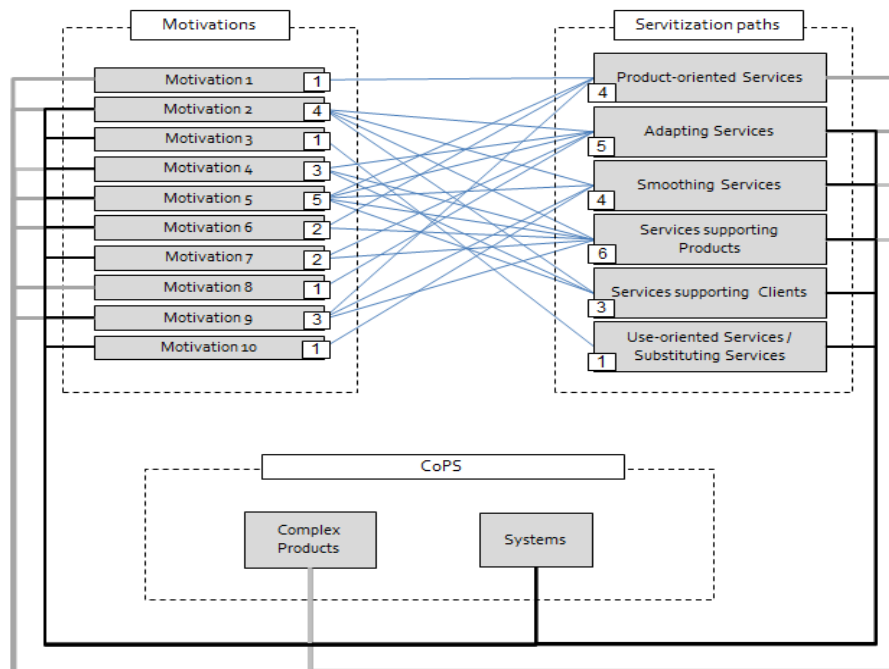 Motivations
Servitization paths
Motivation 1
1
Motivation 2
4
Motivation 3
1
Motivation 4
3
Motivation 5
5
Motivation 6
2
Motivation 7
2
Motivation 8
1
Motivation 9
3
Motivation 10
1
Product-oriented Services
4
Adapting Services
5
Smoothing Services
4
Services supporting
Products
6
Services supporting Clients
3
Use-oriented Services /
Substituting Services
1
CoPS
Complex
Products
Systems